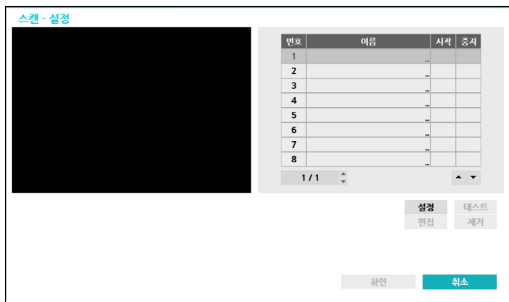 스캔 - 설정
번호 이름 시작 중지
1 ...
2 ...
3 ...
4 ...
5 ...
6 ...
7 ...
8 ...
1 / 1
설정 테스트
편집 제거
확인 취소